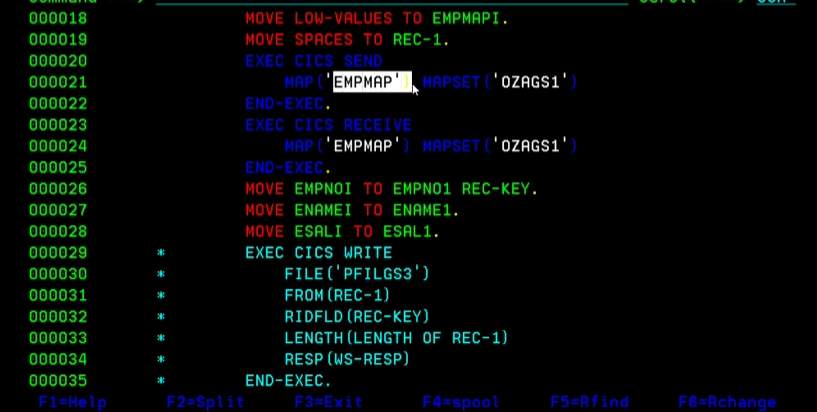 000018 MOVE LOW-VALUES TO EMPMAPI.
000019 MOVE SPACES TO REC-1.
000020 EXEC CICS SEND
000021 MAP('EMPMAP') MAPSET('OZAGS1')
000022 END-EXEC.
000023 EXEC CICS RECEIVE
000024 MAP('EMPMAP') MAPSET('OZAGS1')
000025 END-EXEC.
000026 MOVE EMPNOI TO EMPNO1 REC-KEY.
000027 MOVE ENAMEI TO ENAME1.
000028 MOVE ESALI TO ESAL1.
000029 * EXEC CICS WRITE
000030 * FILE('PFILGS3')
000031 * FROM(REC-1)
000032 * RIDFLD(REC-KEY)
000033 * LENGTH(LENGTH OF REC-1)
000034 * RESP(WS-RESP)
000035 * END-EXEC.
F1=Help F2=Split F3=Exit F4=spool F5=Rfind F6=Rchange